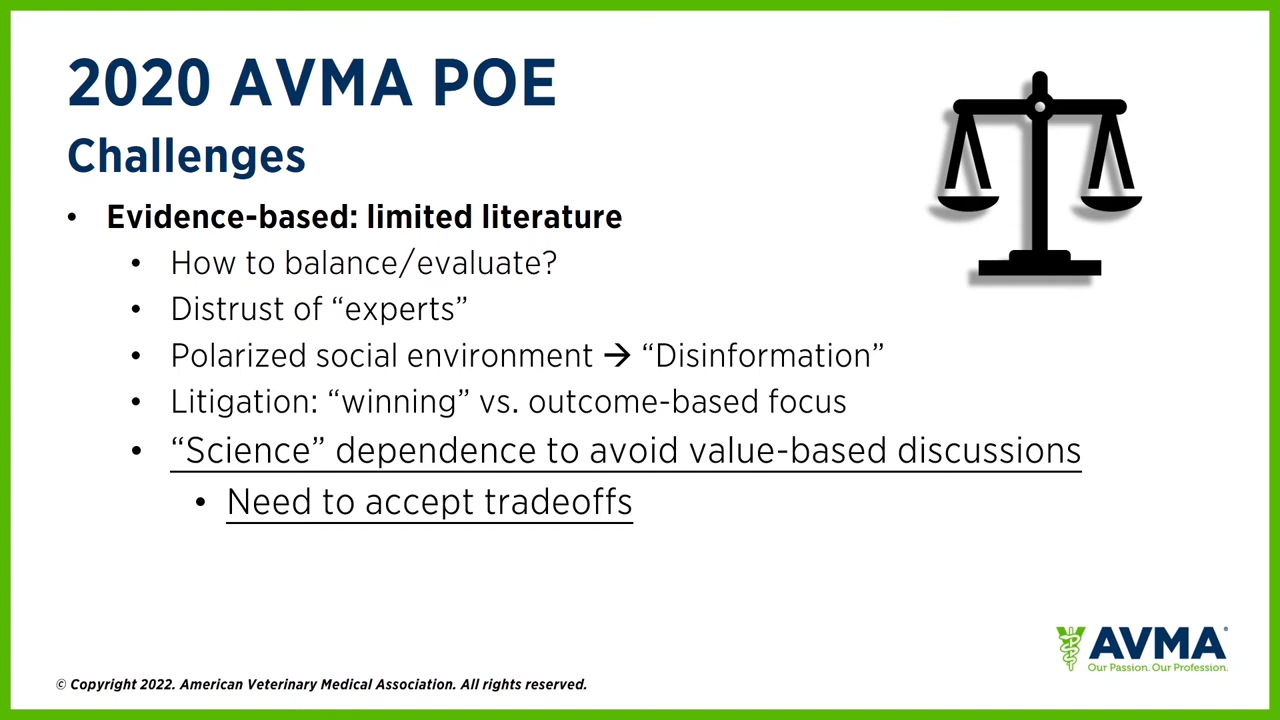 2020 AVMA POE
Challenges
• Evidence-based: limited literature
• How to balance/evaluate?
• Distrust of “experts”
• Polarized social environment → “Disinformation”
• Litigation: “winning” vs. outcome-based focus
• “Science” dependence to avoid value-based discussions
• Need to accept tradeoffs
AVMA®
Our Passion. Our Profession.
© Copyright 2022. American Veterinary Medical Association. All rights reserved.